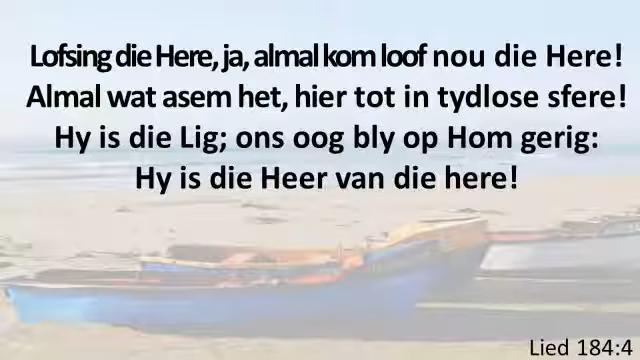 Lofsing die Here, ja, almal kom loof nou die Here!
Almal wat asem het, hier tot in tydlose sfere!
Hy is die Lig; ons oog bly op Hom gerig:
Hy is die Heer van die here!
Lied 184:4